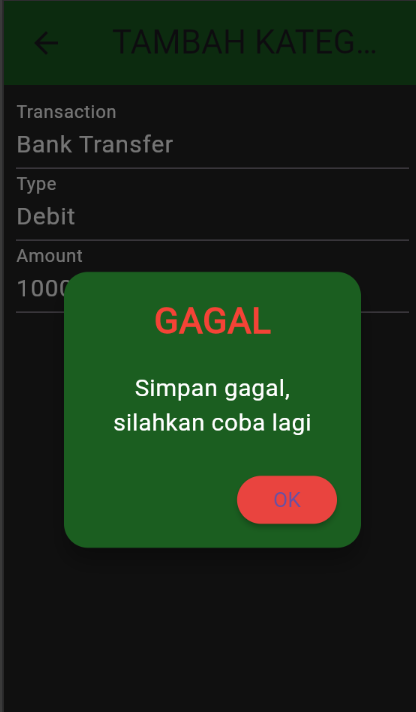 TAMBAH KATEG...
Transaction
Bank Transfer
Type
Debit
Amount
1000
GAGAL
Simpan gagal,
silahkan coba lagi
OK